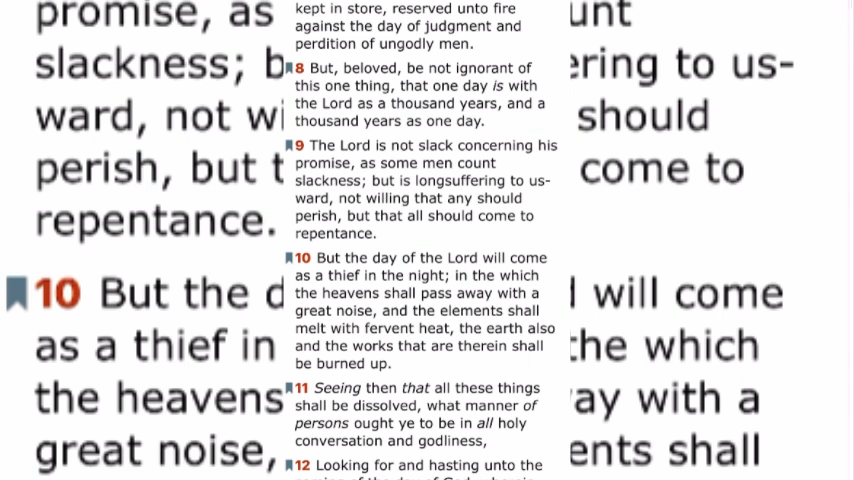 kept in store, reserved unto fire
against the day of judgment and
perdition of ungodly men.
8 But, beloved, be not ignorant of
this one thing, that one day is with
the Lord as a thousand years, and a
thousand years as one day.
9 The Lord is not slack concerning his
promise, as some men count
slackness; but is longsuffering to us-
ward, not willing that any should
perish, but that all should come to
repentance.
10 But the day of the Lord will come
as a thief in the night; in the which
the heavens shall pass away with a
great noise, and the elements shall
melt with fervent heat, the earth also
and the works that are therein shall
be burned up.
11 Seeing then that all these things
shall be dissolved, what manner of
persons ought ye to be in all holy
conversation and godliness,
12 Looking for and hasting unto the
promise, as
slackness;
ward, not
perish, but
repentance.
10 But the
as a thief in
the heavens
great noise,
to us-
should
come to
will come
the which
with a
shall